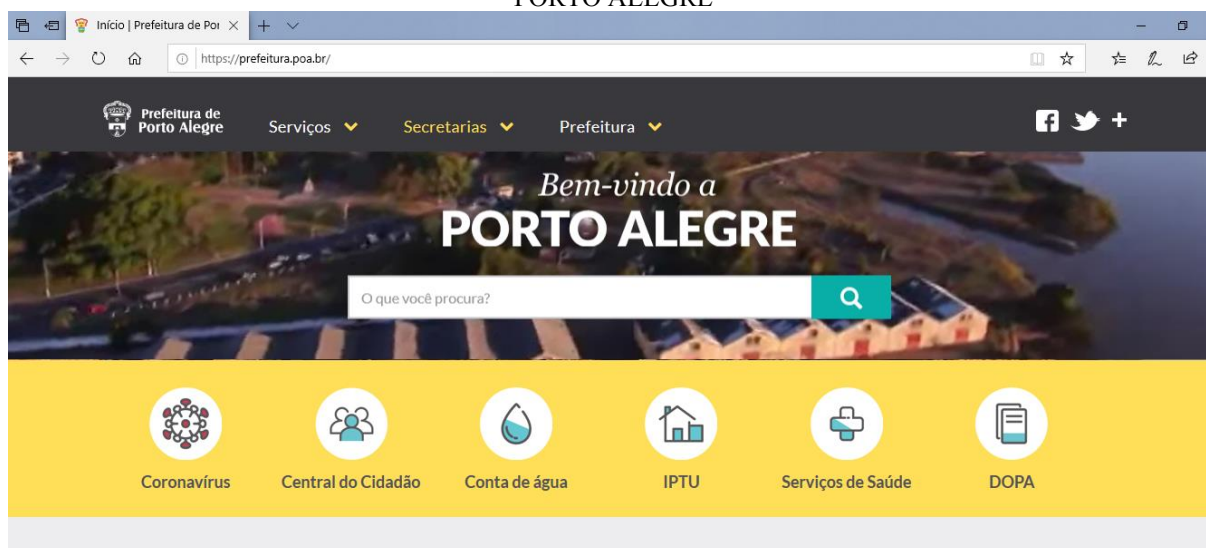 PORTO ALEGRE
Início | Prefeitura de Por
https://prefeitura.poa.br/
Prefeitura de
Porto Alegre
Serviços Secretarias Prefeitura
Bem-vindo a
PORTO ALEGRE
O que você procura?
Coronavírus Central do Cidadão Conta de água IPTU Serviços de Saúde DOPA